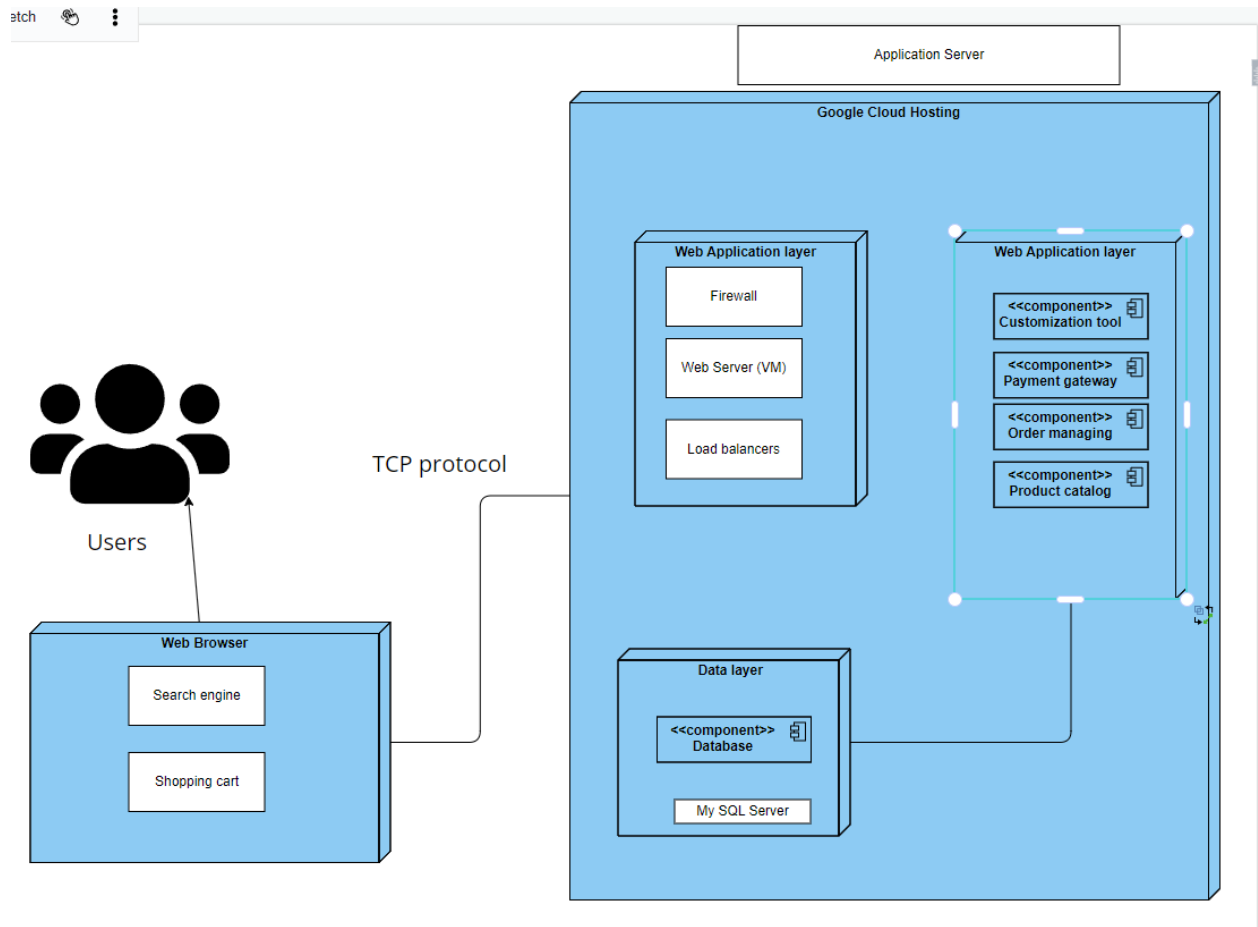 etch
Application Server
Google Cloud Hosting
Web Application layer
Firewall
Web Server (VM)
Load balancers
Web Application layer
<<component>>
Customization tool
<<component>>
Payment gateway
<<component>>
Order managing
<<component>>
Product catalog
TCP protocol
Users
Web Browser
Search engine
Shopping cart
Data layer
<<component>>
Database
My SQL Server